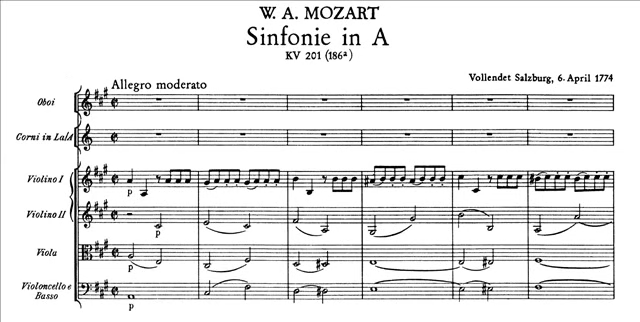 W. A. MOZART
Sinfonie in A
KV 201 (186ª)
Allegro moderato
Vollendet Salzburg, 6. April 1774
Oboi
Corni in La/A
Violino I
p
Violino II
p
Viola
p
Violoncello e
Basso
p